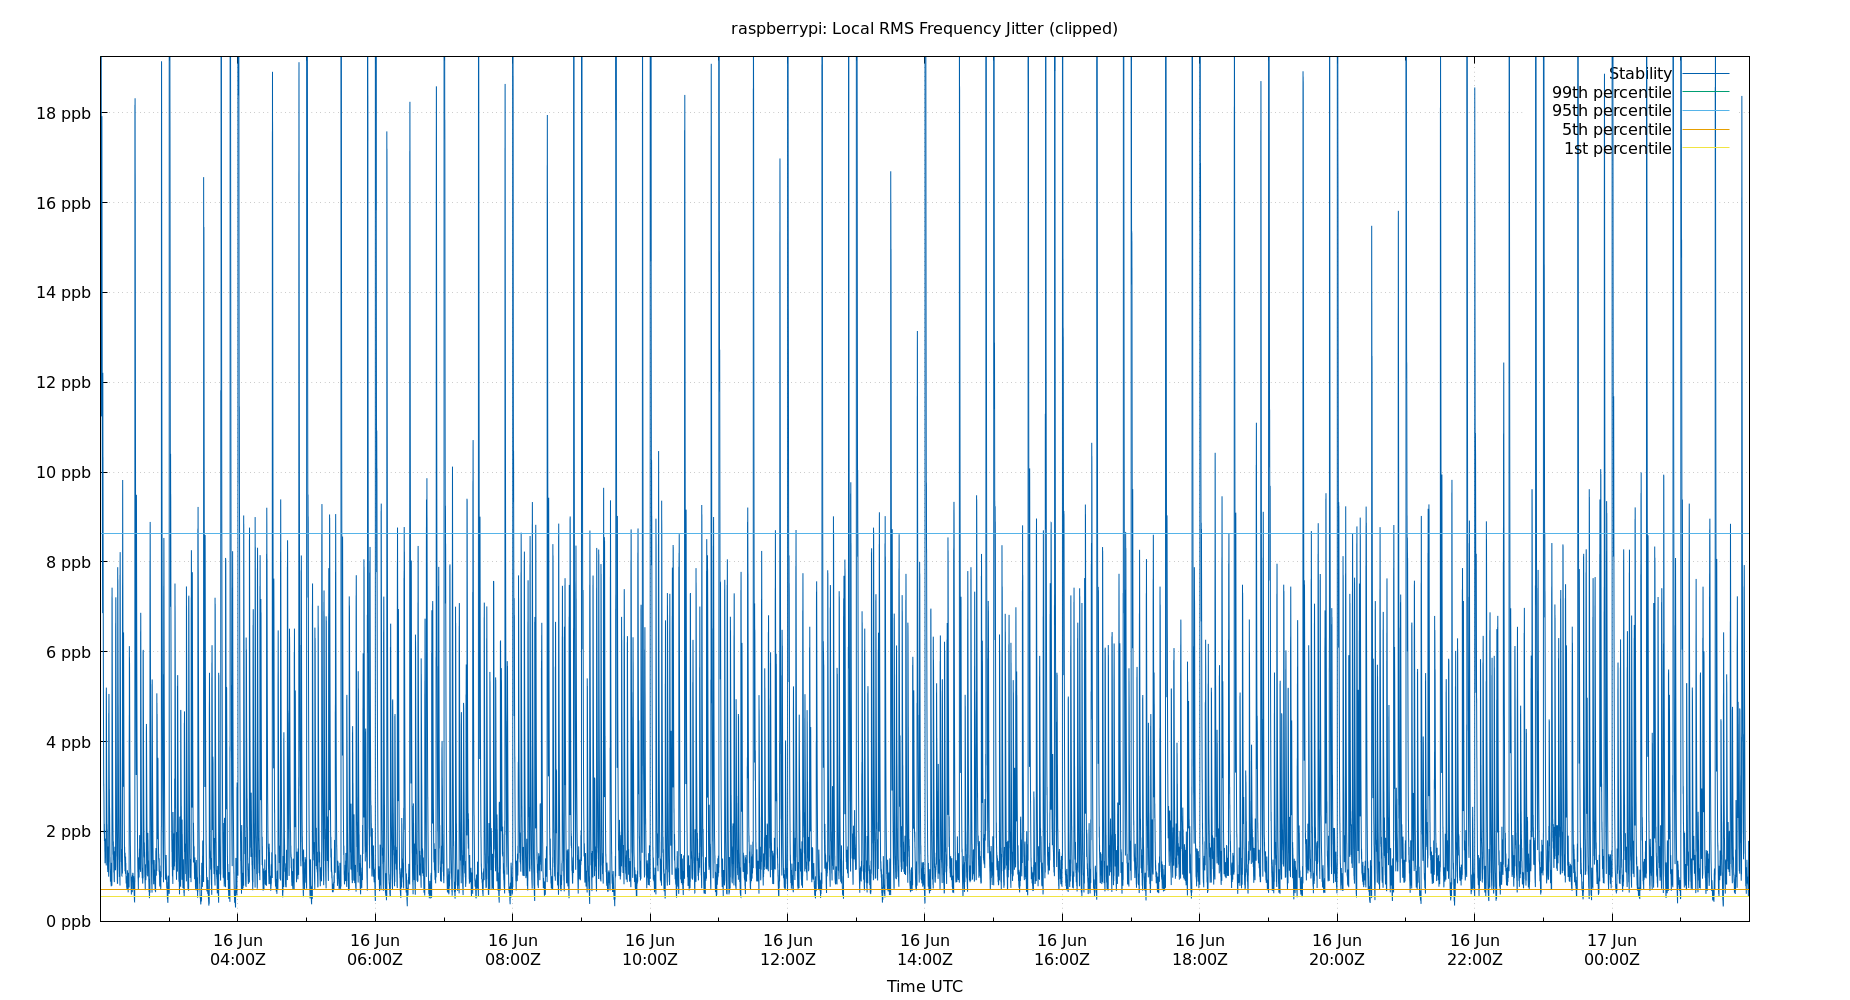 raspberrypi: Local RMS Frequency Jitter (clipped)
Stability
99th percentile
95th percentile
5th percentile
1st percentile
18 ppb
16 ppb
14 ppb
12 ppb
10 ppb
8 ppb
6 ppb
4 ppb
2 ppb
0 ppb
16 Jun 16 Jun 16 Jun 16 Jun 16 Jun 16 Jun 16 Jun 16 Jun 16 Jun 16 Jun 17 Jun
04:00Z 06:00Z 08:00Z 10:00Z 12:00Z 14:00Z 16:00Z 18:00Z 20:00Z 22:00Z 00:00Z
Time UTC